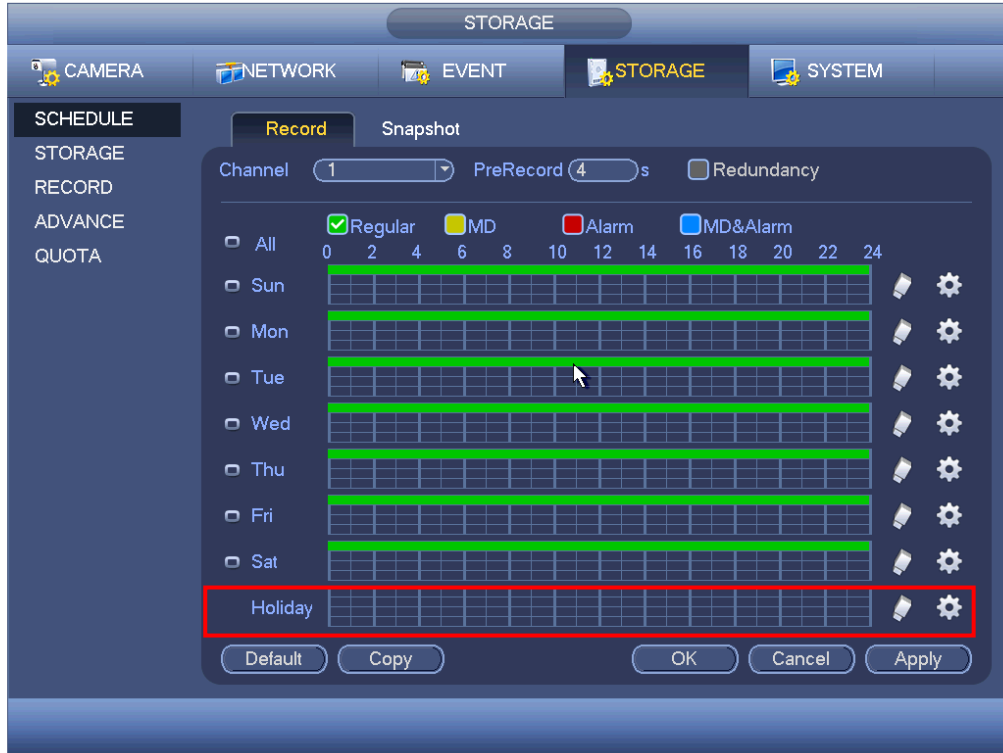 STORAGE
CAMERA NETWORK EVENT STORAGE SYSTEM
SCHEDULE
STORAGE
RECORD
ADVANCE
QUOTA
Record Snapshot
Channel 1 PreRecord 4 s Redundancy
Regular MD Alarm MD&Alarm
All 0 2 4 6 8 10 12 14 16 18 20 22 24
Sun
Mon
Tue
Wed
Thu
Fri
Sat
Holiday
Default Copy OK Cancel Apply